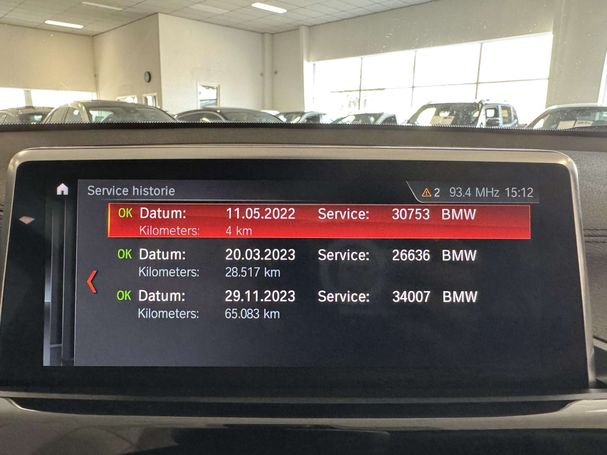 Service historie 2 93.4 MHz 15:12
OK Datum: 11.05.2022 Service: 30753 BMW
Kilometers: 4 km
OK Datum: 20.03.2023 Service: 26636 BMW
Kilometers: 28.517 km
OK Datum: 29.11.2023 Service: 34007 BMW
Kilometers: 65.083 km